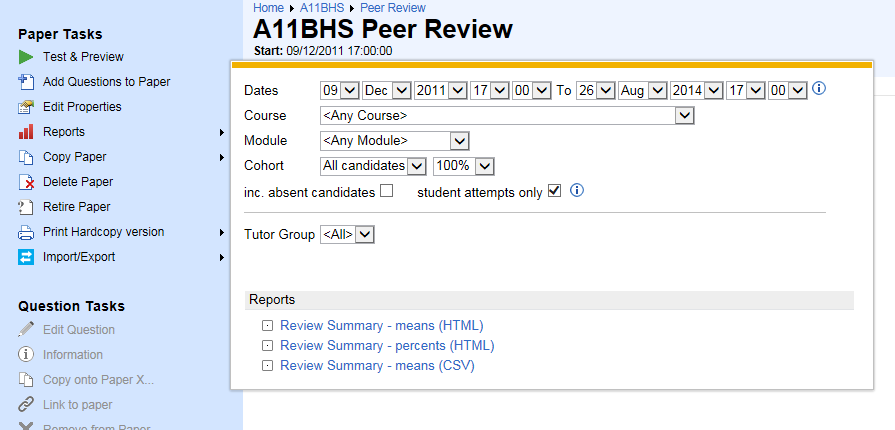 Home ▸ A11BHS ▸ Peer Review
A11BHS Peer Review
Start: 09/12/2011 17:00:00
Paper Tasks
Test & Preview
Add Questions to Paper
Edit Properties
Reports
Copy Paper
Delete Paper
Retire Paper
Print Hardcopy version
Import/Export
Question Tasks
Edit Question
Information
Copy onto Paper X...
Link to paper
Remove from Paper
Dates 09 Dec 2011 17 00 To 26 Aug 2014 17 00
Course <Any Course>
Module <Any Module>
Cohort All candidates 100%
inc. absent candidates student attempts only
Tutor Group <All>
Reports
Review Summary - means (HTML)
Review Summary - percents (HTML)
Review Summary - means (CSV)